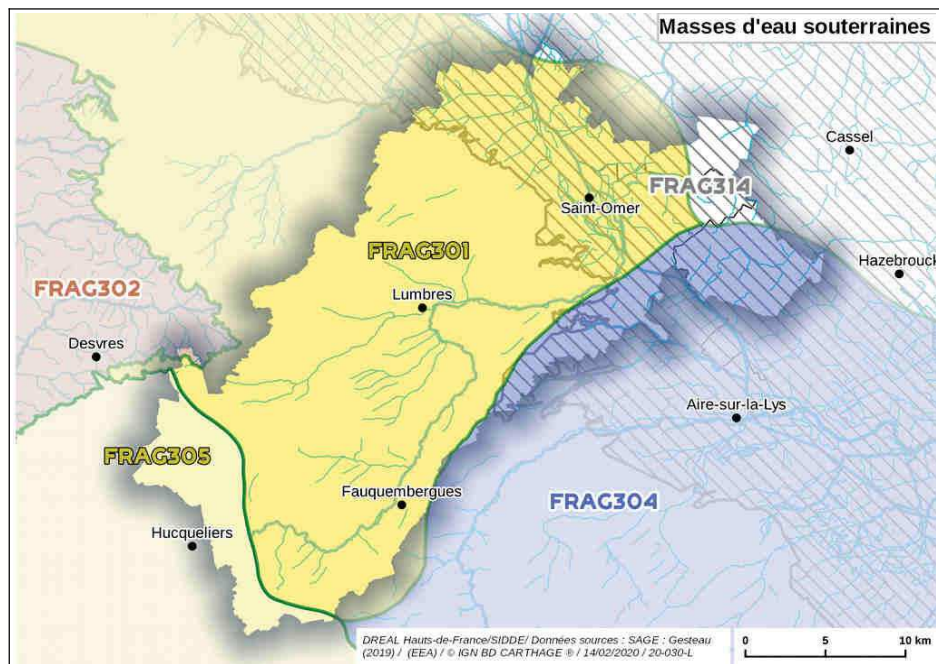 Masses d'eau souterraines
Cassel
FRAG314
Saint-Omer
FRAG301
Hazebrouck
FRAG302
Lumbres
Desvres
Aire-sur-la-Lys
FRAG305
Fauquembergues
FRAG304
Hucqueliers
DREAL Hauts-de-France/SIDDE/ Données sources : SAGE : Gesteau
(2019) / (EEA) / © IGN BD CARTHAGE ® / 14/02/2020 / 20-030-L
0 5 10 km